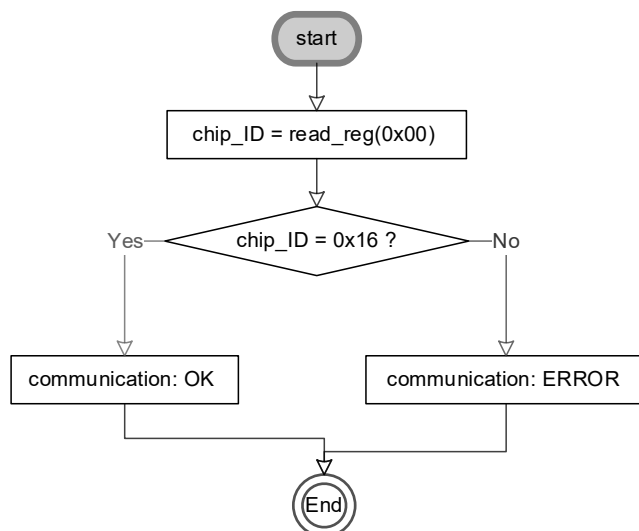 start
chip_ID = read_reg(0x00)
chip_ID = 0x16 ?
Yes
No
communication: OK
communication: ERROR
End